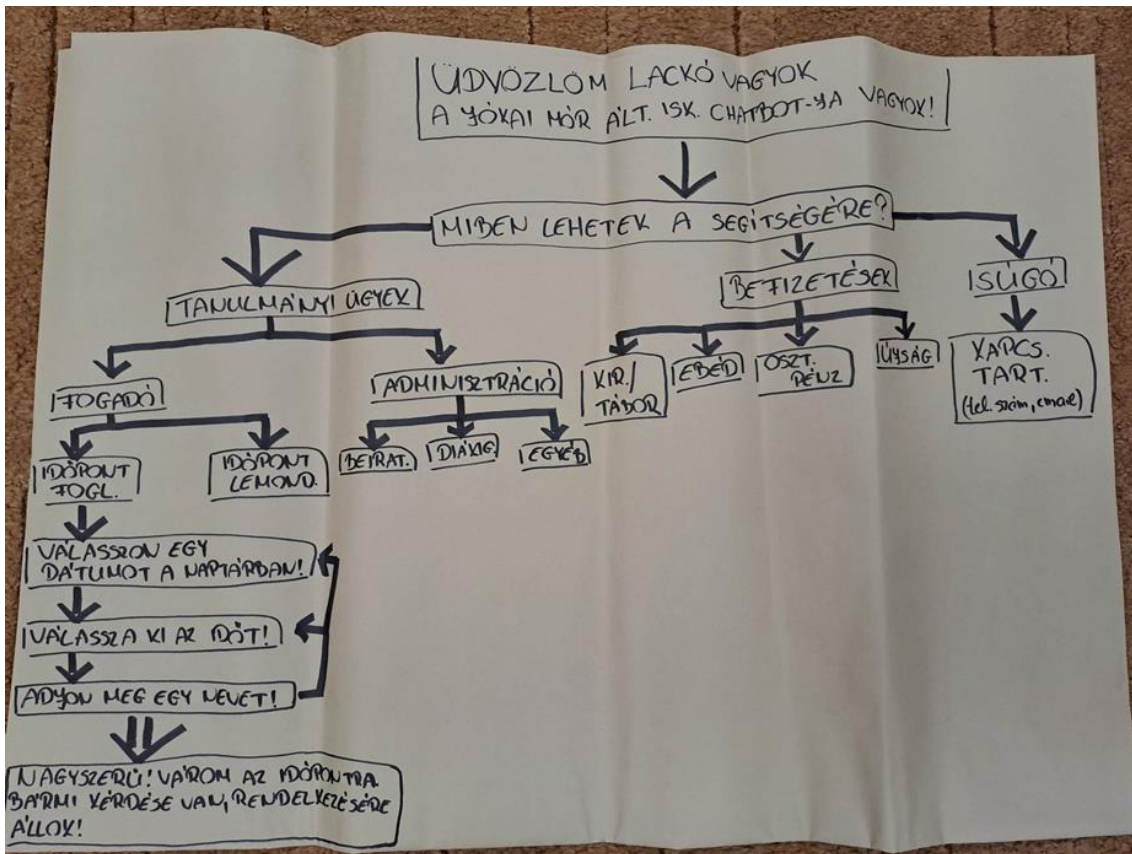 ÜDVÖZLÖM LACKÓ VAGYOK
A JÓKAI MÓR ÁLT. ISK. CHATBOT-JA VAGYOK!
MIBEN LEHETEK A SEGÍTSÉGÉRE?
TANULMÁNYI ÜGYEK
BEFIZETÉSEK
SÚGÓ
FOGADÓ
ADMINISZTRÁCIÓ
KIR./
TÁBOR
EBÉD
OSZT.
PÉNZ
ÚJSÁG
KAPCS.
TART.
(tel. szám, email)
IDŐPONT
FOGL.
IDŐPONT
LEMOND.
BEIRAT.
DIÁKIG.
EGYÉB
VÁLASSZON EGY
DÁTUMOT A NAPTÁRBAN!
VÁLASSZA KI AZ IDŐT!
ADJON MEG EGY NEVET!
NAGYSZERŰ! VÁROM AZ IDŐPONTRA.
BÁRMI KÉRDÉSE VAN, RENDELKEZÉSÉRE
ÁLLOK!